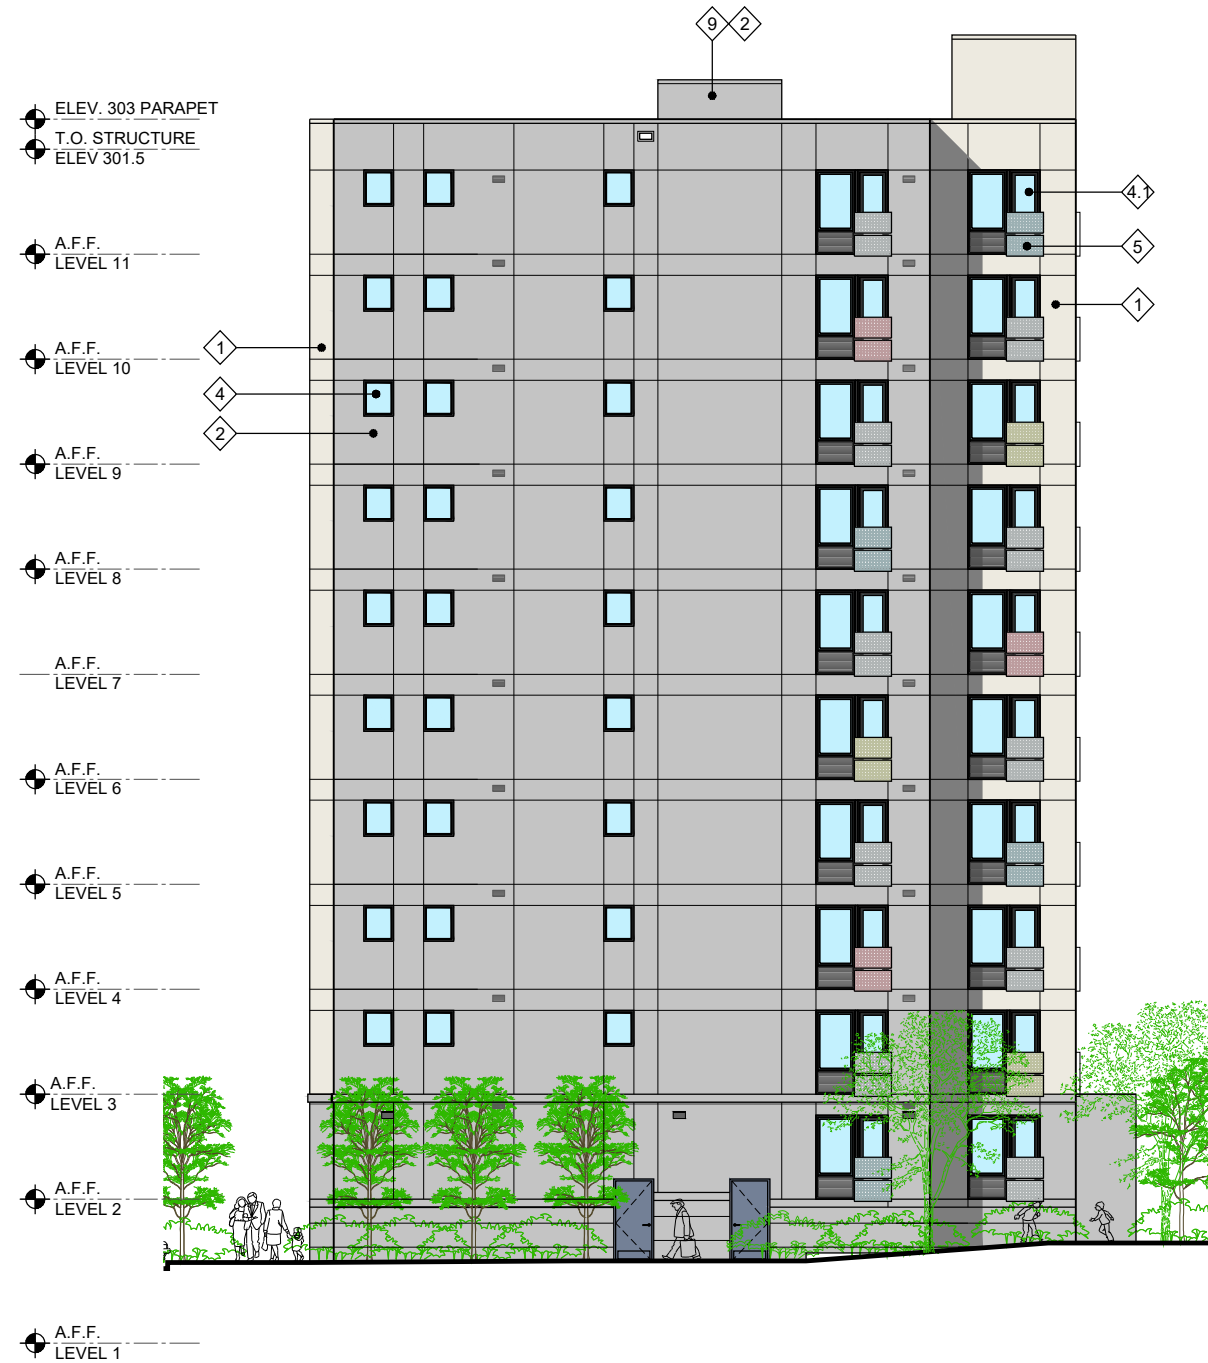 9 2
ELEV. 303 PARAPET
T.O. STRUCTURE
ELEV 301.5
4.1
A.F.F.
LEVEL 11
5
1
A.F.F.
LEVEL 10
1
4
2
A.F.F.
LEVEL 9
A.F.F.
LEVEL 8
A.F.F.
LEVEL 7
A.F.F.
LEVEL 6
A.F.F.
LEVEL 5
A.F.F.
LEVEL 4
A.F.F.
LEVEL 3
A.F.F.
LEVEL 2
A.F.F.
LEVEL 1